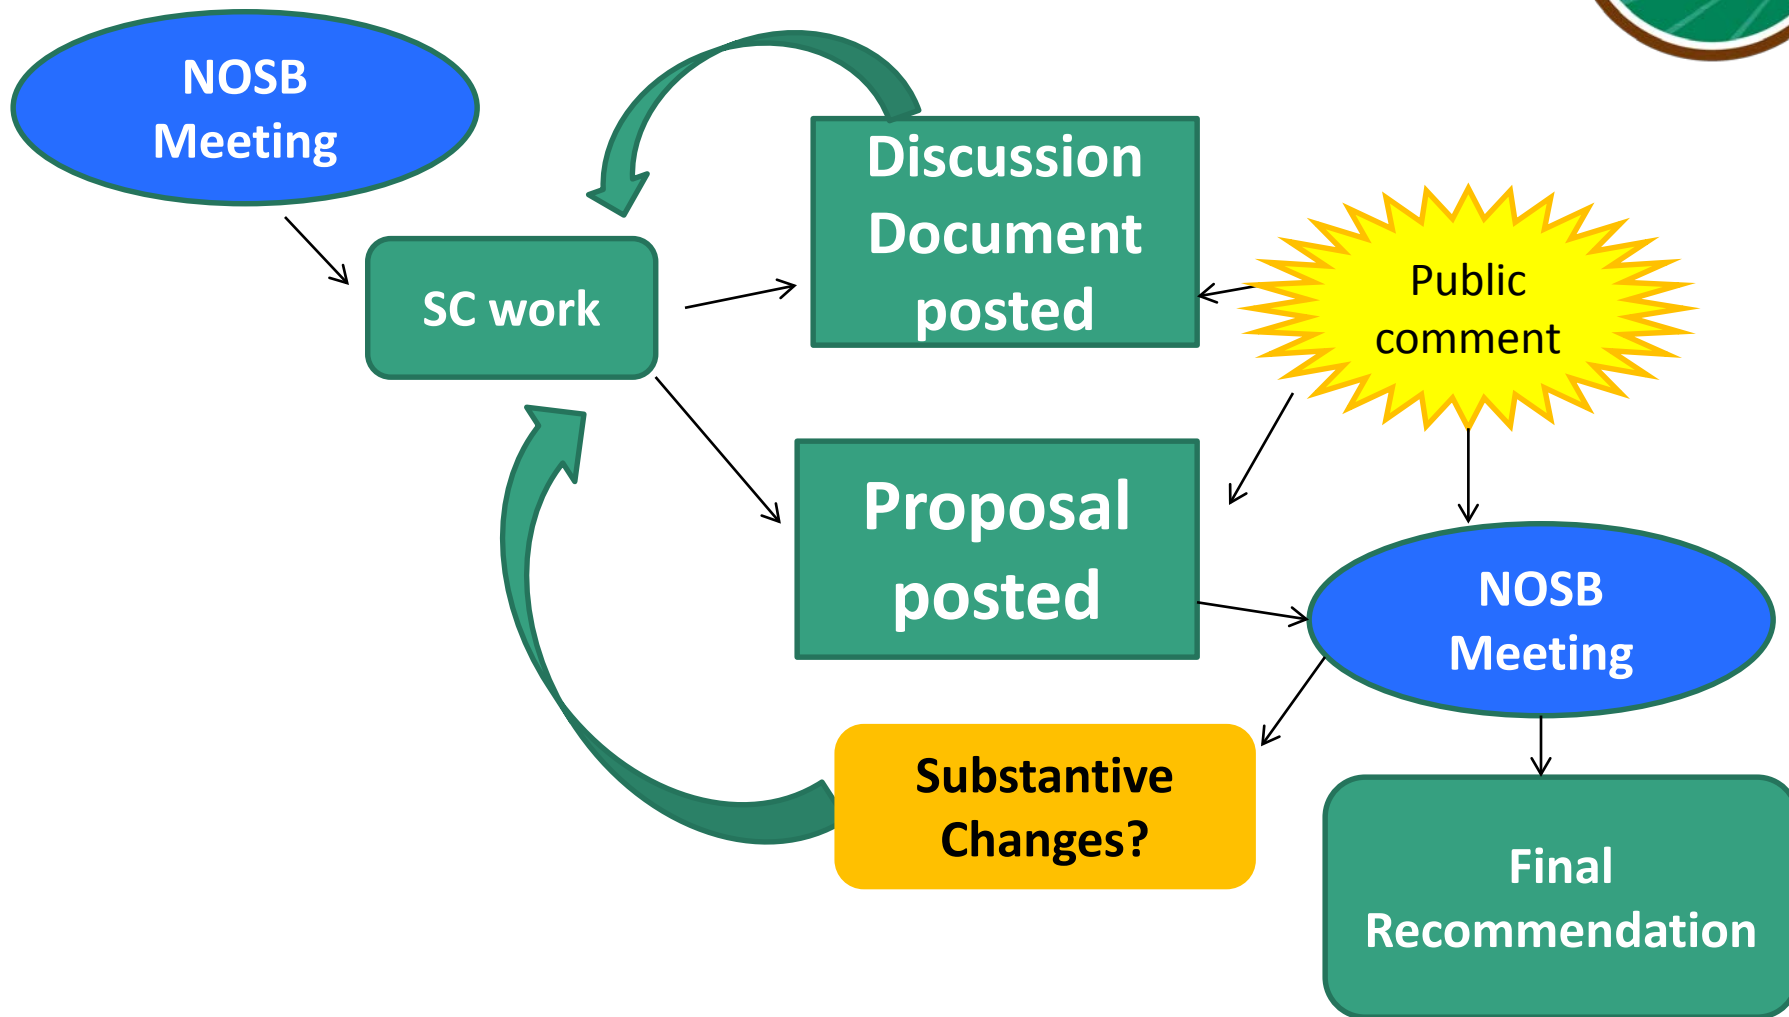 NOSB
Meeting
SC work
Discussion
Document
posted
Public
comment
Proposal
posted
NOSB
Meeting
Substantive
Changes?
Final
Recommendation